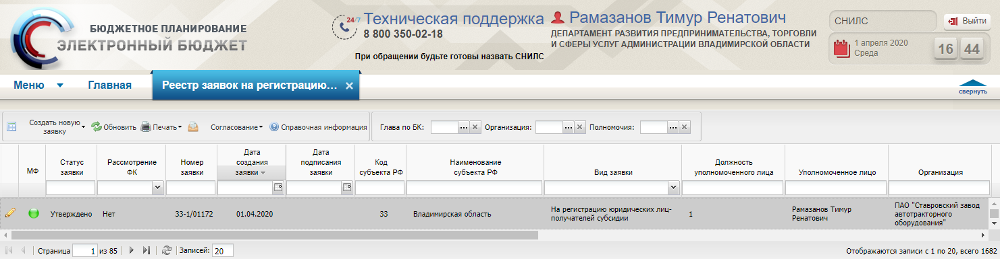 БЮДЖЕТНОЕ ПЛАНИРОВАНИЕ
ЭЛЕКТРОННЫЙ БЮДЖЕТ
24/7
Техническая поддержка
8 800 350-02-18
При обращении будьте готовы назвать СНИЛС
Рамазанов Тимур Ренатович
ДЕПАРТАМЕНТ РАЗВИТИЯ ПРЕДПРИНИМАТЕЛЬСТВА, ТОРГОВЛИ
И СФЕРЫ УСЛУГ АДМИНИСТРАЦИИ ВЛАДИМИРСКОЙ ОБЛАСТИ
СНИЛС
Выйти
1 апреля 2020
Среда
16 44
Меню Главная Реестр заявок на регистрацию...
свернуть
Создать новую
заявку
Обновить Печать Согласование Справочная информация
Глава по БК: ... Организация: ... Полномочия: ...
МФ
Статус
заявки
Рассмотрение
ФК
Номер
заявки
Дата
создания
заявки
Дата
подписания
заявки
Код
субъекта РФ
Наименование
субъекта РФ
Вид заявки
Должность
уполномоченного лица
Уполномоченное лицо
Организация
Утверждено
Нет
33-1/01172
01.04.2020
33
Владимирская область
На регистрацию юридических лиц-
получателей субсидии
1
Рамазанов Тимур
Ренатович
ПАО "Ставровский завод
автотракторного
оборудования"
Страница 1 из 85 Записей: 20
Отображаются записи с 1 по 20, всего 1682